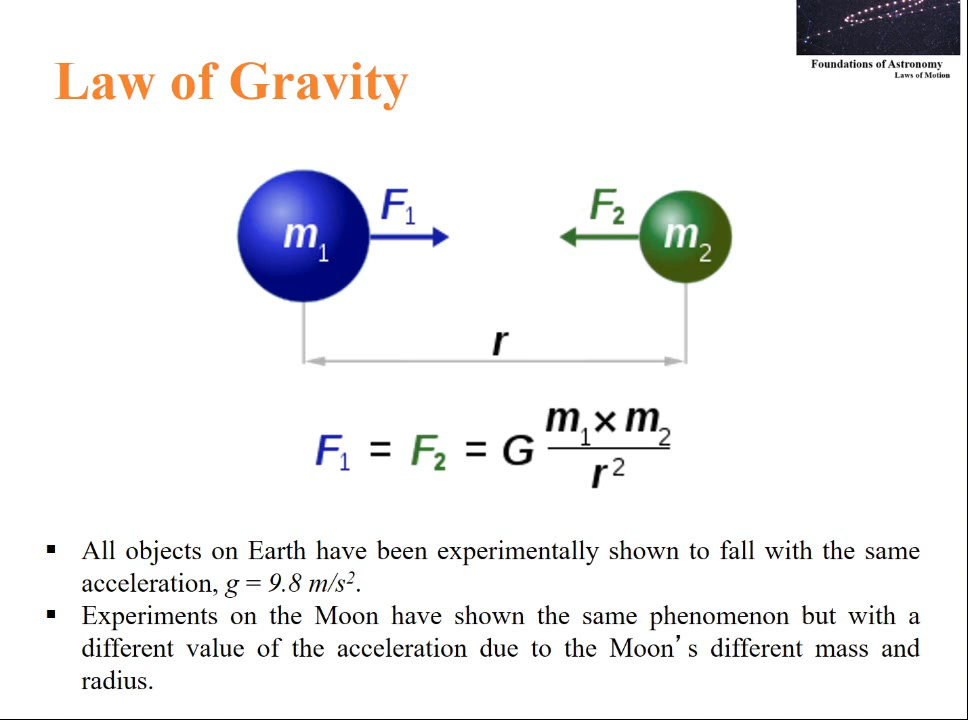 Foundations of Astronomy
Laws of Motion
Law of Gravity
F₁ F₂
m₁ m₂
r
F₁ = F₂ = G m₁ × m₂ / r²
▪ All objects on Earth have been experimentally shown to fall with the same
acceleration, g = 9.8 m/s².
▪ Experiments on the Moon have shown the same phenomenon but with a
different value of the acceleration due to the Moon’s different mass and
radius.